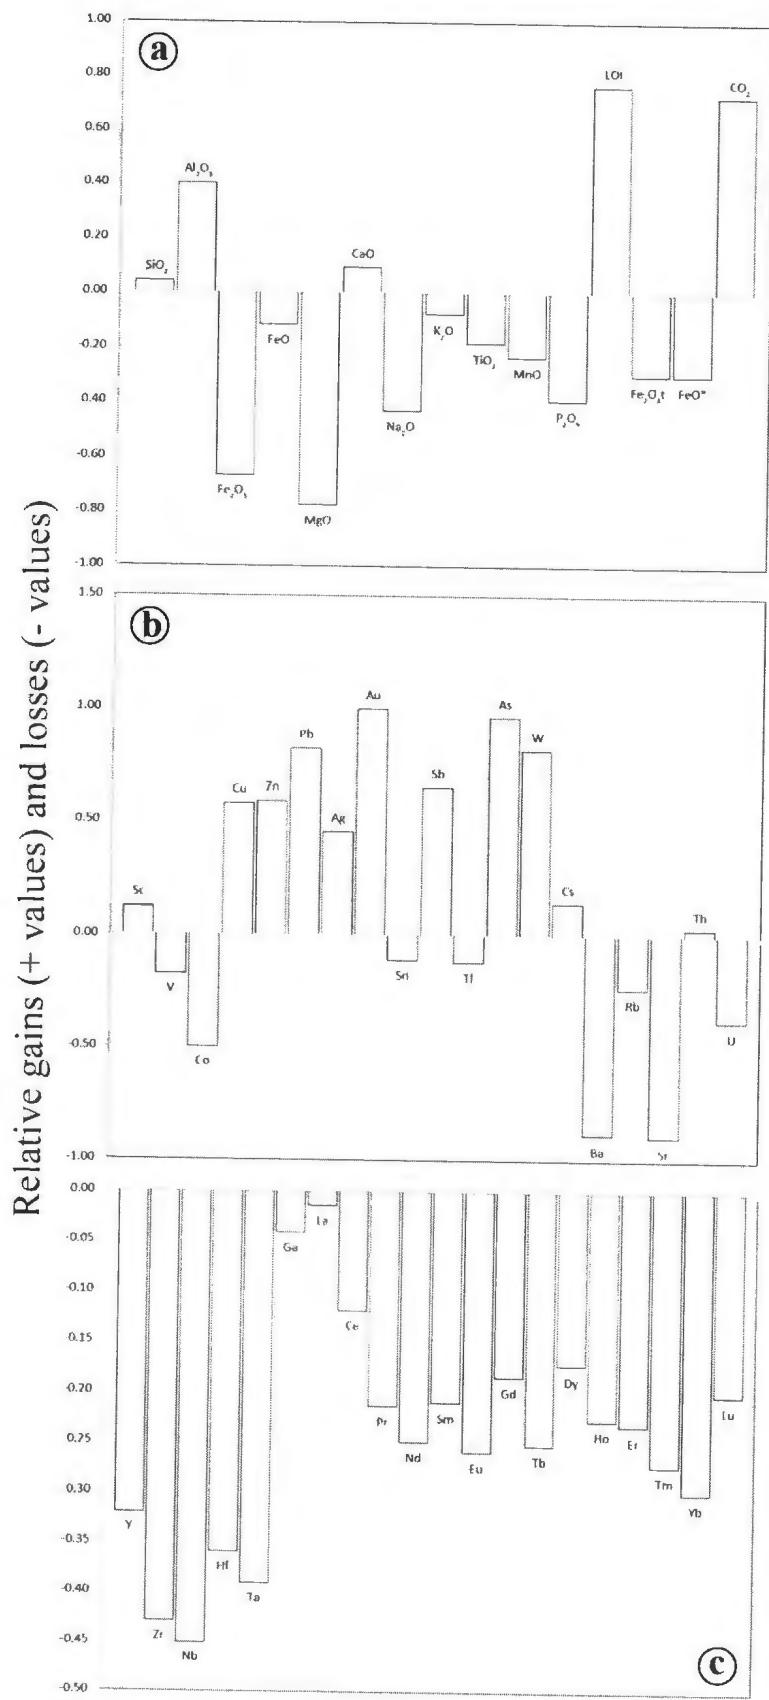 Relative gains (+ values) and losses (- values)
a
1.00
0.80
0.60
0.40
0.20
0.00
-0.20
-0.40
-0.60
-0.80
-1.00
SiO₂
Al₂O₃
Fe₂O₃
FeO
MgO
CaO
Na₂O
K₂O
TiO₂
MnO
P₂O₅
LOI
Fe₂O₃t
FeO*
CO₂
b
1.50
1.00
0.50
0.00
-0.50
-1.00
Sc
V
Co
Cu
Zn
Pb
Ag
Au
Sn
Sb
Tl
As
W
Cs
Ba
Rb
Sr
Th
U
0.00
-0.05
-0.10
-0.15
-0.20
-0.25
0.30
-0.35
-0.40
-0.45
-0.50
Y
Zr
Nb
Hf
Ta
Ga
La
Ce
Pr
Nd
Sm
Eu
Gd
Tb
Dy
Ho
Er
Tm
Yb
Lu
c